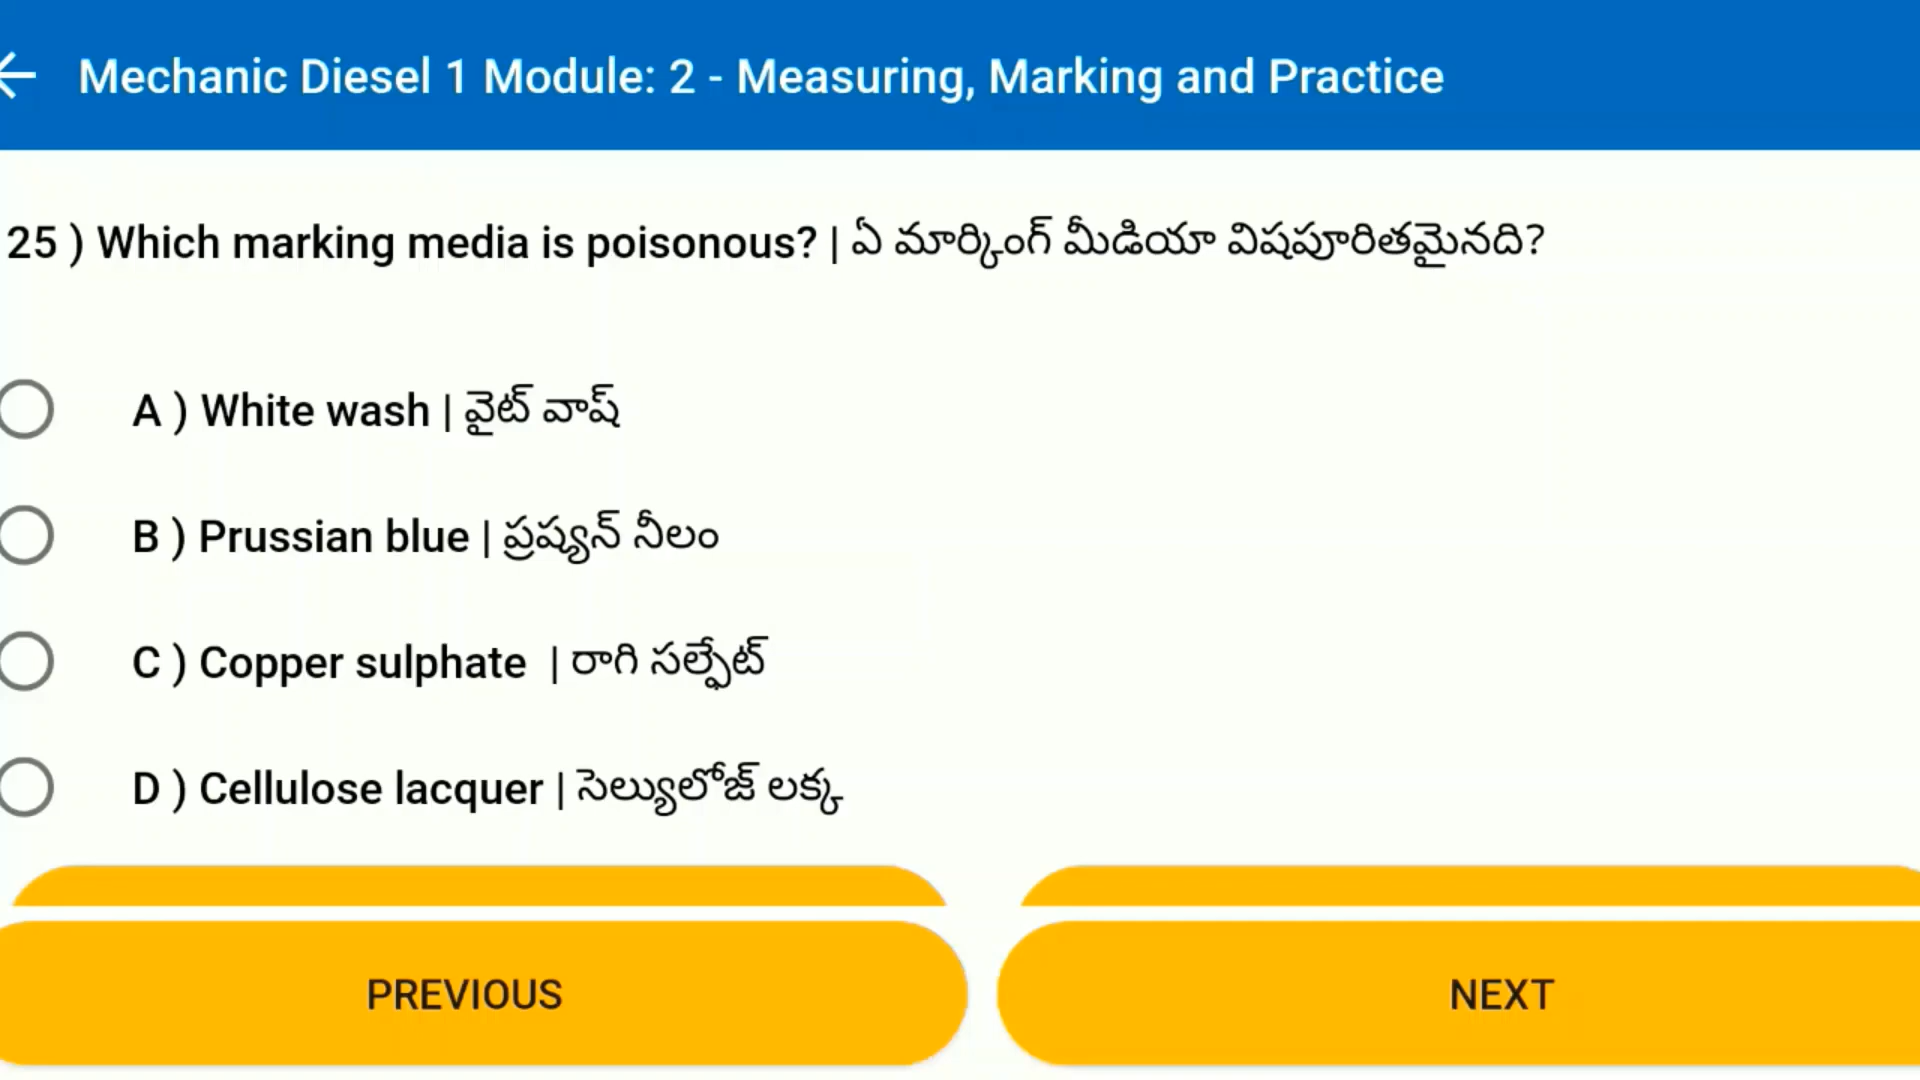 Mechanic Diesel 1 Module: 2 - Measuring, Marking and Practice
25 ) Which marking media is poisonous? | ఏ మార్కింగ్ మీడియా విషపూరితమైనది?
A ) White wash | వైట్ వాష్
B ) Prussian blue | ప్రష్యన్ నీలం
C ) Copper sulphate | రాగి సల్ఫేట్
D ) Cellulose lacquer | సెల్యులోజ్ లక్క
PREVIOUS
NEXT